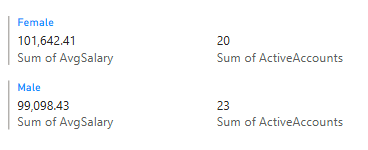 Female
101,642.41 20
Sum of AvgSalary Sum of ActiveAccounts
Male
99,098.43 23
Sum of AvgSalary Sum of ActiveAccounts